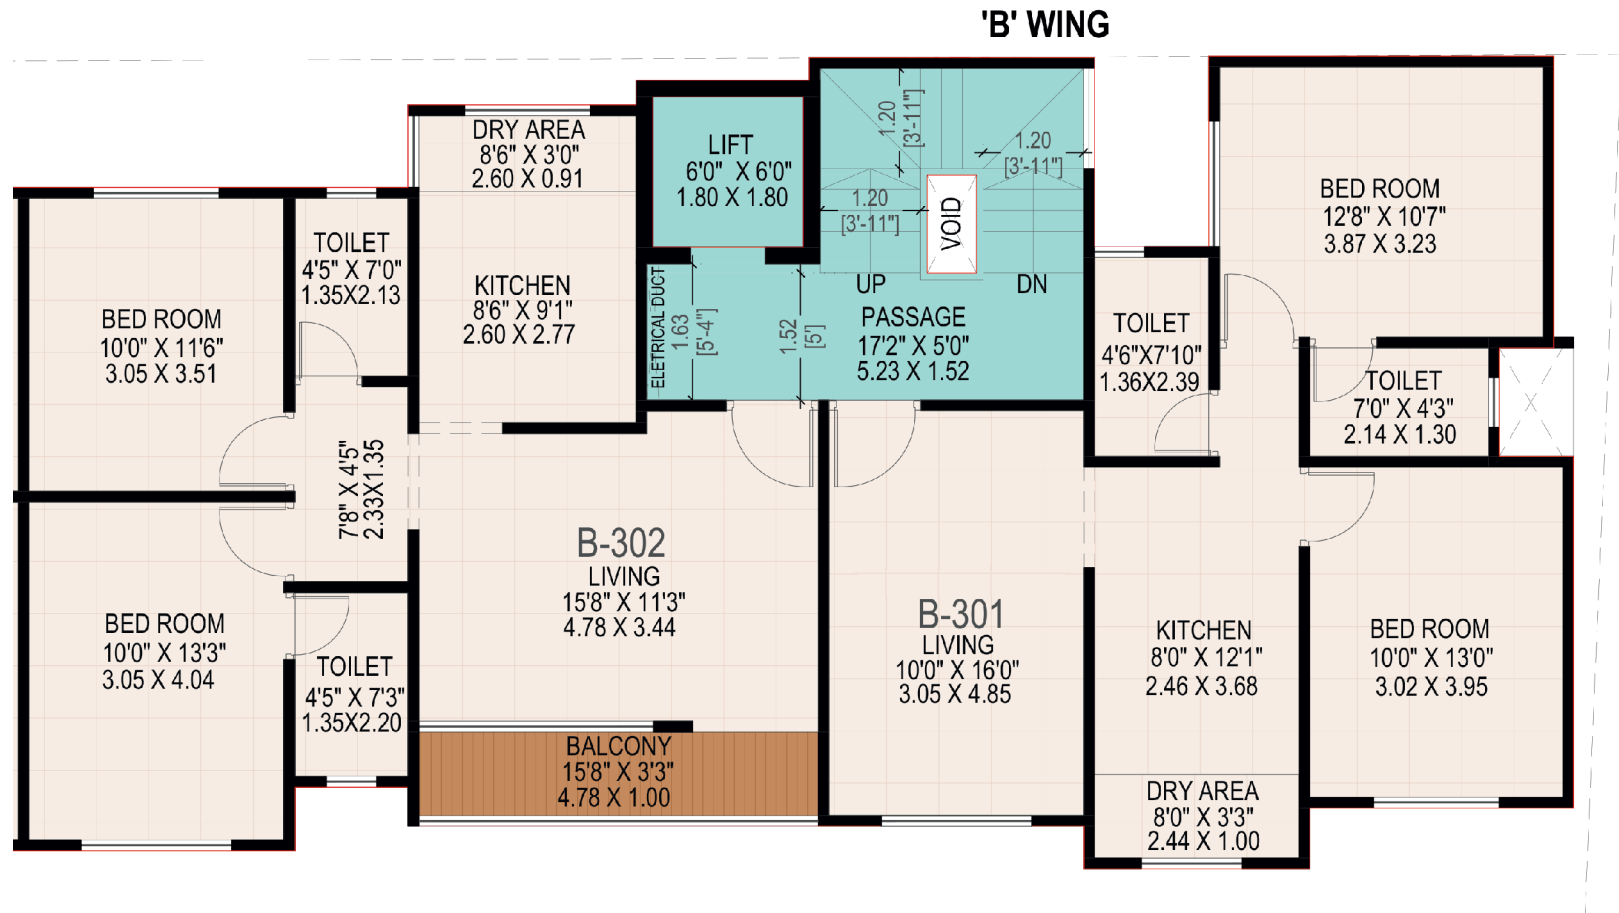 'B' WING
DRY AREA
8'6" X 3'0"
2.60 X 0.91
LIFT
6'0" X 6'0"
1.80 X 1.80
1.20
[3'-11"]
1.20
[3'-11"]
1.20
[3'-11"]
VOID
UP
DN
BED ROOM
12'8" X 10'7"
3.87 X 3.23
TOILET
4'5" X 7'0"
1.35X2.13
KITCHEN
8'6" X 9'1"
2.60 X 2.77
BED ROOM
10'0" X 11'6"
3.05 X 3.51
ELETRICAL DUCT
1.63
[5'-4"]
1.52
[5']
PASSAGE
17'2" X 5'0"
5.23 X 1.52
TOILET
4'6"X7'10"
1.36X2.39
TOILET
7'0" X 4'3"
2.14 X 1.30
7'8" X 4'5"
2.33X1.35
B-302
LIVING
15'8" X 11'3"
4.78 X 3.44
B-301
LIVING
10'0" X 16'0"
3.05 X 4.85
BED ROOM
10'0" X 13'3"
3.05 X 4.04
TOILET
4'5" X 7'3"
1.35X2.20
KITCHEN
8'0" X 12'1"
2.46 X 3.68
BED ROOM
10'0" X 13'0"
3.02 X 3.95
BALCONY
15'8" X 3'3"
4.78 X 1.00
DRY AREA
8'0" X 3'3"
2.44 X 1.00